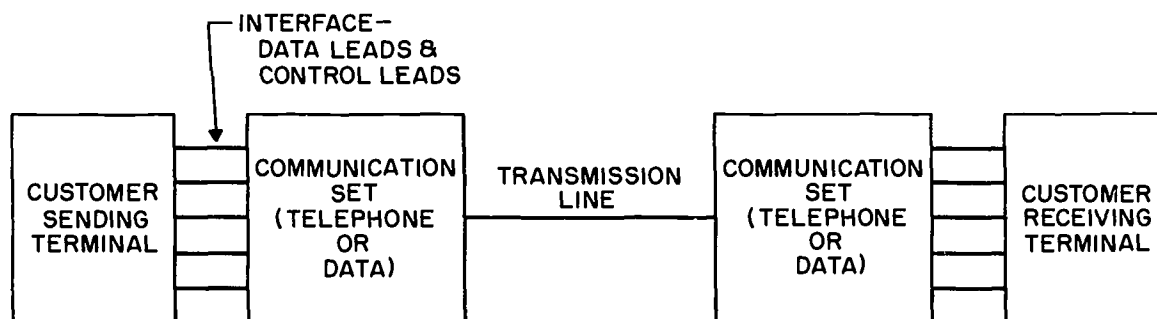 INTERFACE-
DATA LEADS &
CONTROL LEADS
CUSTOMER
SENDING
TERMINAL
COMMUNICATION
SET
(TELEPHONE
OR
DATA)
TRANSMISSION
LINE
COMMUNICATION
SET
(TELEPHONE
OR
DATA)
CUSTOMER
RECEIVING
TERMINAL